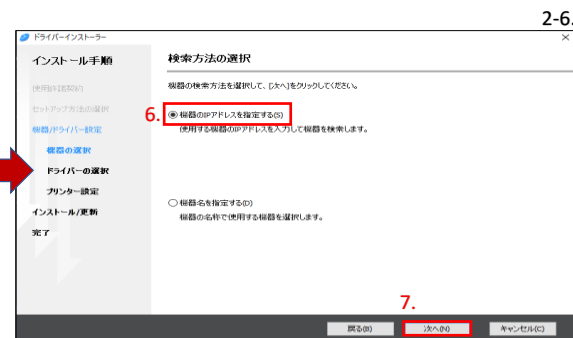 2-6.
ドライバーインストーラー
インストール手順
検索方法の選択
使用許諾契約
機器の検索方法を選択して、[次へ]をクリックしてください。
セットアップ方法の選択
6.
機器のIPアドレスを指定する(S)
機器/ドライバー設定
使用する機器のIPアドレスを入力して機器を検索します。
機器の選択
ドライバーの選択
プリンター設定
機器名を指定する(D)
インストール/更新
機器の名称で使用する機器を選択します。
完了
7.
戻る(B)
次へ(N)
キャンセル(C)